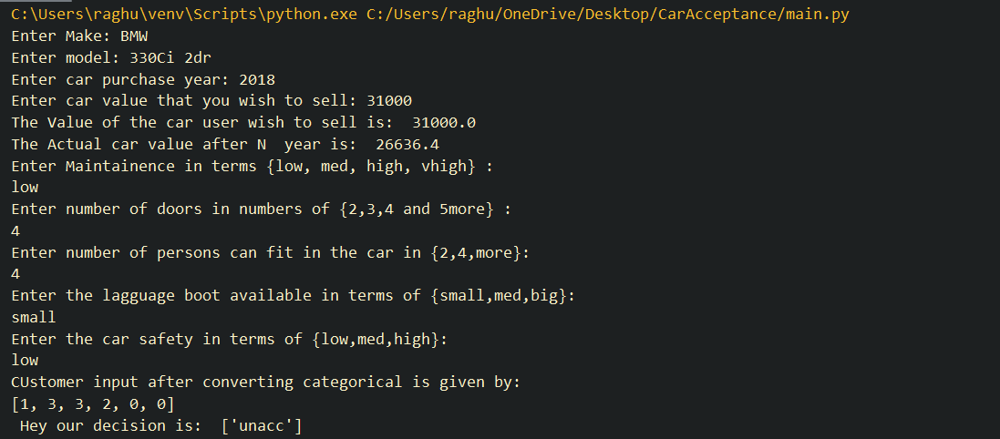 C:\Users\raghu\venv\Scripts\python.exe C:/Users/raghu/OneDrive/Desktop/CarAcceptance/main.py
Enter Make: BMW
Enter model: 330Ci 2dr
Enter car purchase year: 2018
Enter car value that you wish to sell: 31000
The Value of the car user wish to sell is:  31000.0
The Actual car value after N  year is:  26636.4
Enter Maintainence in terms {low, med, high, vhigh} :
low
Enter number of doors in numbers of {2,3,4 and 5more} :
4
Enter number of persons can fit in the car in {2,4,more}:
4
Enter the lagguage boot available in terms of {small,med,big}:
small
Enter the car safety in terms of {low,med,high}:
low
CUstomer input after converting categorical is given by:
[1, 3, 3, 2, 0, 0]
 Hey our decision is:  ['unacc']